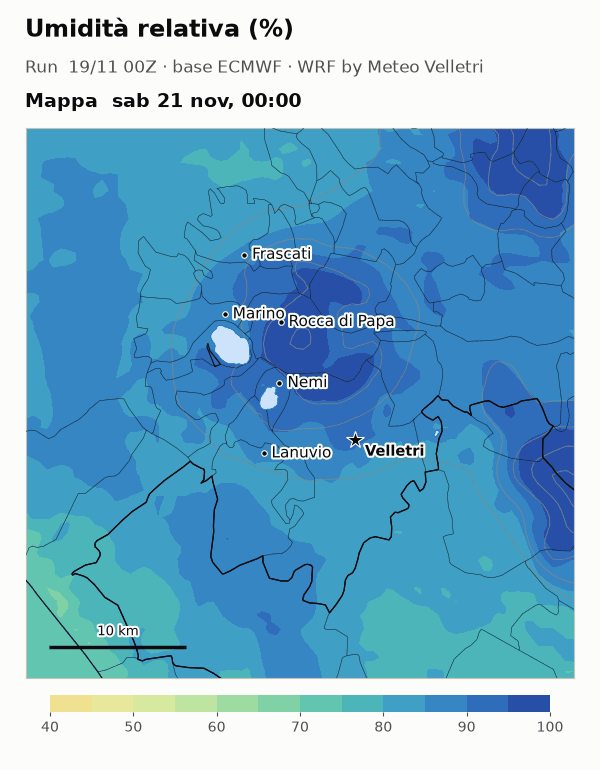 Umidità relativa (%)
Run  19/11 00Z · base ECMWF · WRF by Meteo Velletri
Mappa  sab 21 nov, 00:00
Frascati
Marino
Rocca di Papa
Nemi
Velletri
Lanuvio
10 km
40 50 60 70 80 90 100